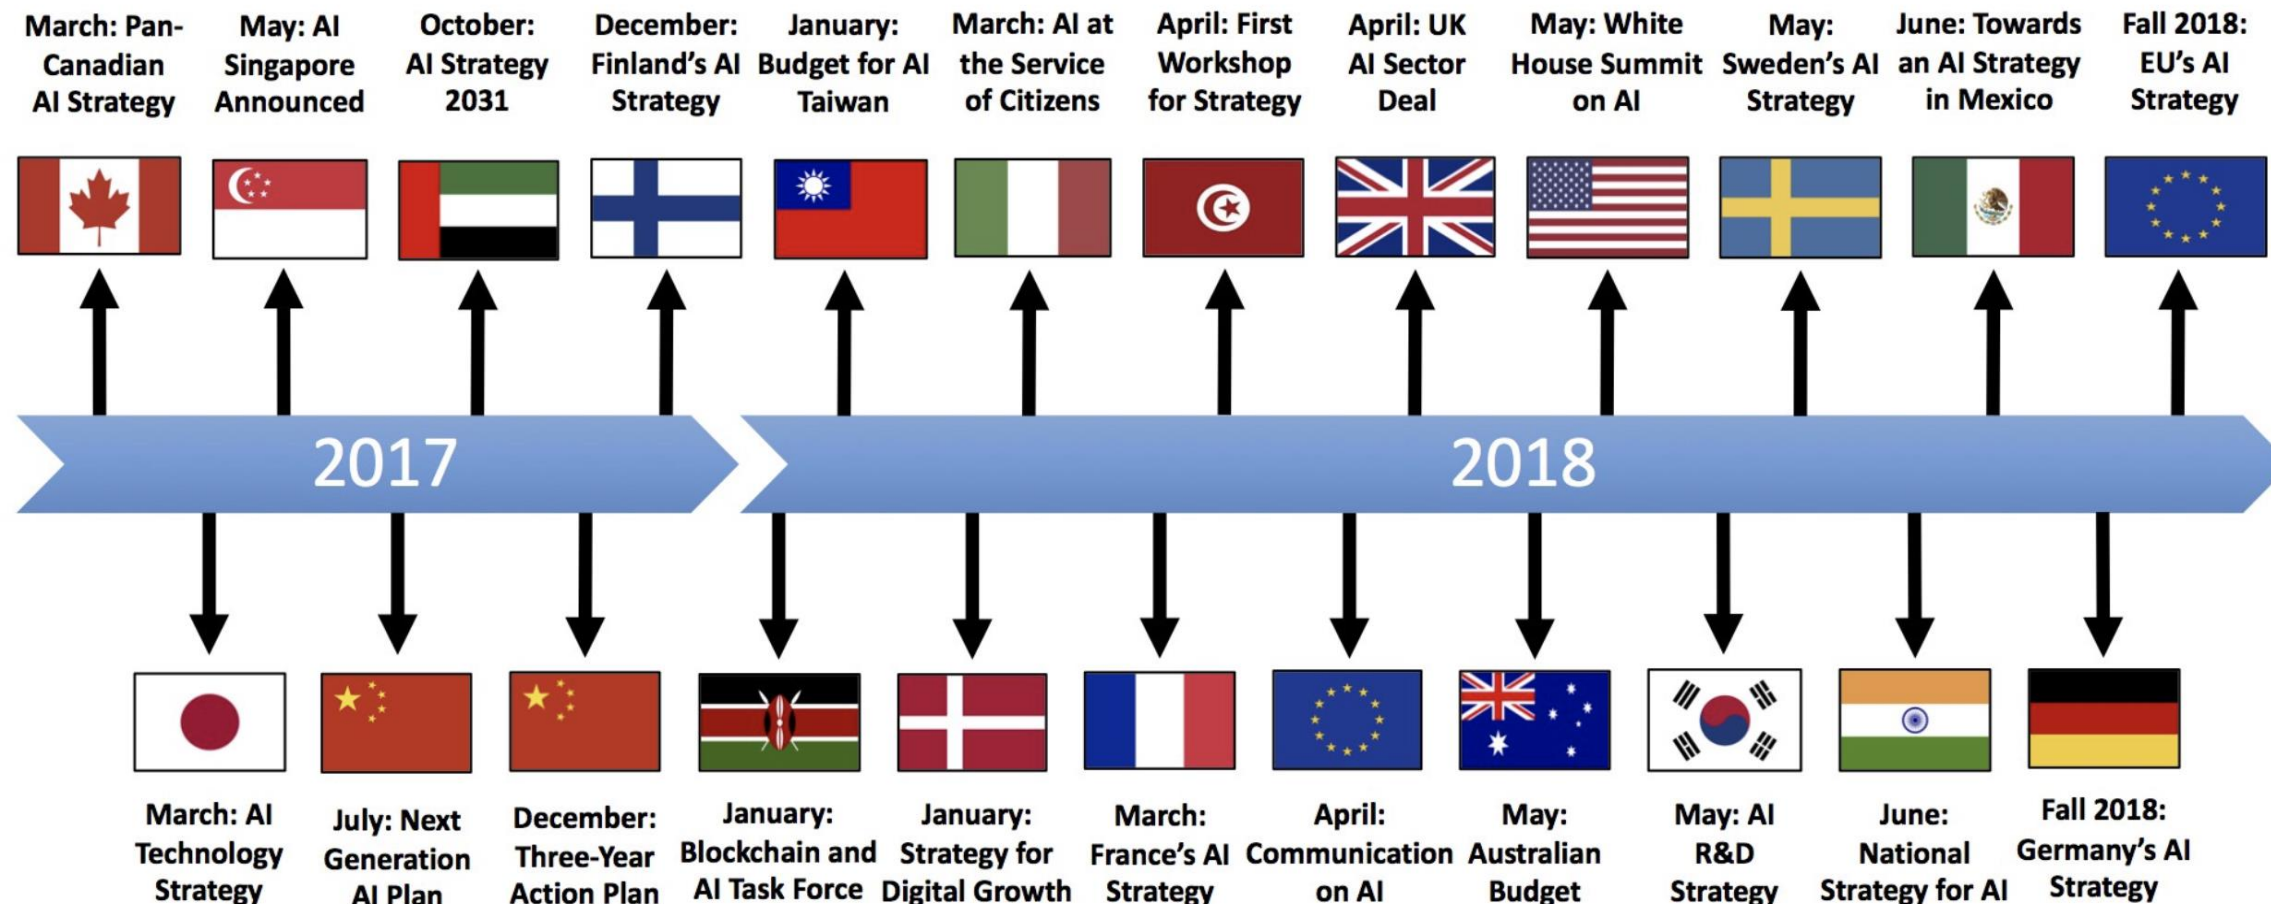 March: Pan-
Canadian
AI Strategy
May: AI
Singapore
Announced
October:
AI Strategy
2031
December:
Finland's AI
Strategy
January:
Budget for AI
Taiwan
March: AI at
the Service
of Citizens
April: First
Workshop
for Strategy
April: UK
AI Sector
Deal
May: White
House Summit
on AI
May:
Sweden's AI
Strategy
June: Towards
an AI Strategy
in Mexico
Fall 2018:
EU's AI
Strategy
2017
2018
March: AI
Technology
Strategy
July: Next
Generation
AI Plan
December:
Three-Year
Action Plan
January:
Blockchain and
AI Task Force
January:
Strategy for
Digital Growth
March:
France's AI
Strategy
April:
Communication
on AI
May:
Australian
Budget
May: AI
R&D
Strategy
June:
National
Strategy for AI
Fall 2018:
Germany's AI
Strategy